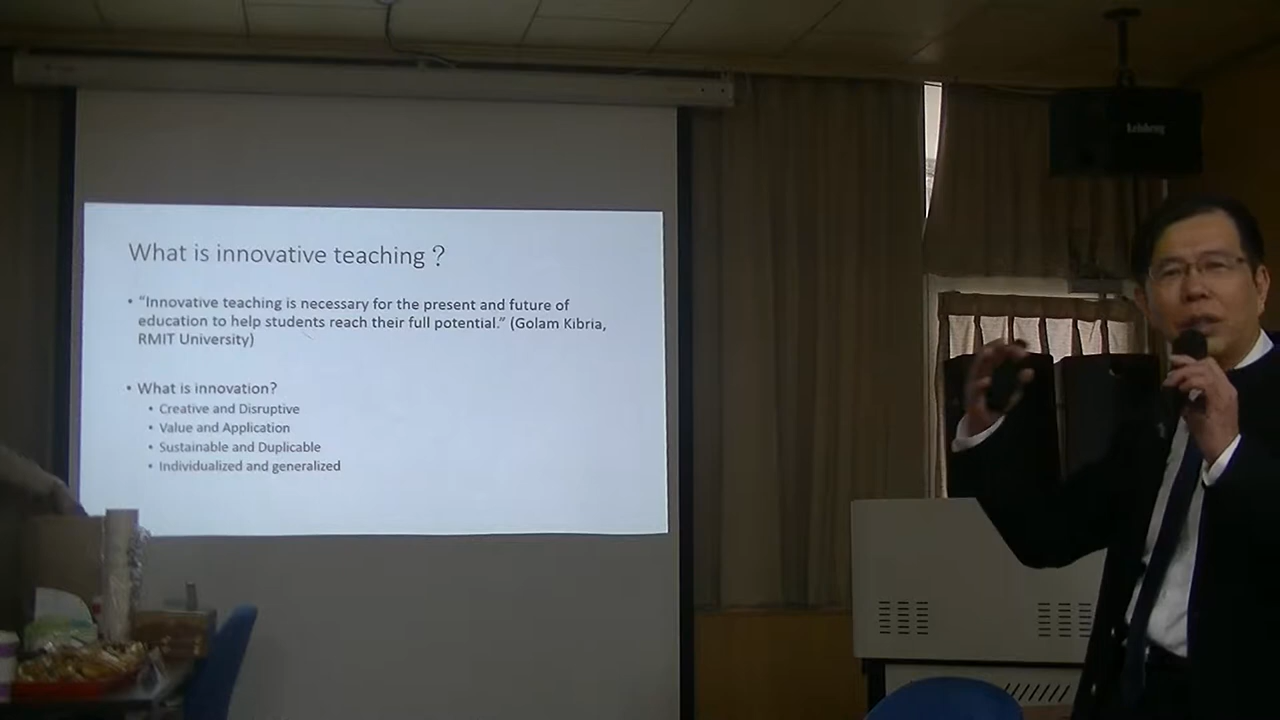 What is innovative teaching？
• “Innovative teaching is necessary for the present and future of
education to help students reach their full potential.” (Golam Kibria,
RMIT University)
• What is innovation?
• Creative and Disruptive
• Value and Application
• Sustainable and Duplicable
• Individualized and generalized